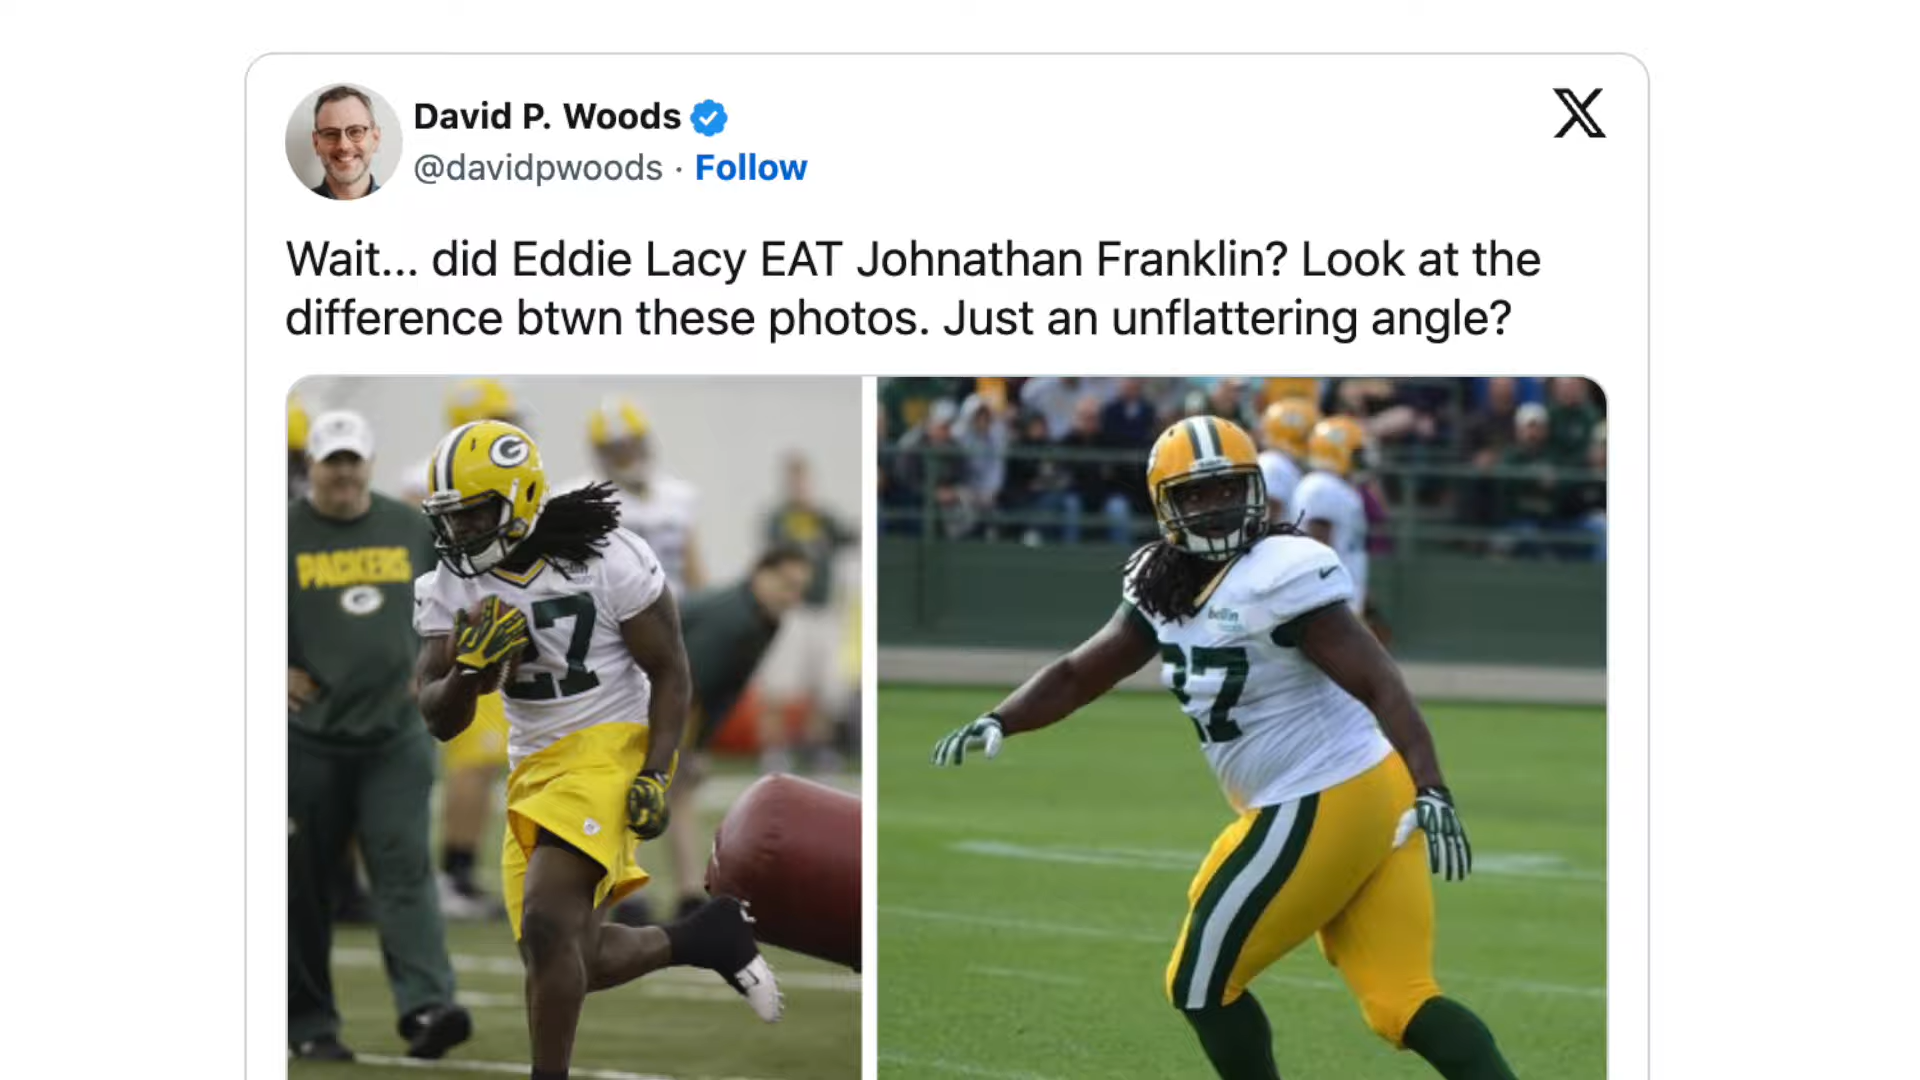 David P. Woods
@davidpwoods · Follow
Wait... did Eddie Lacy EAT Johnathan Franklin? Look at the
difference btwn these photos. Just an unflattering angle?
PACKERS
G
G
27
bellin
27